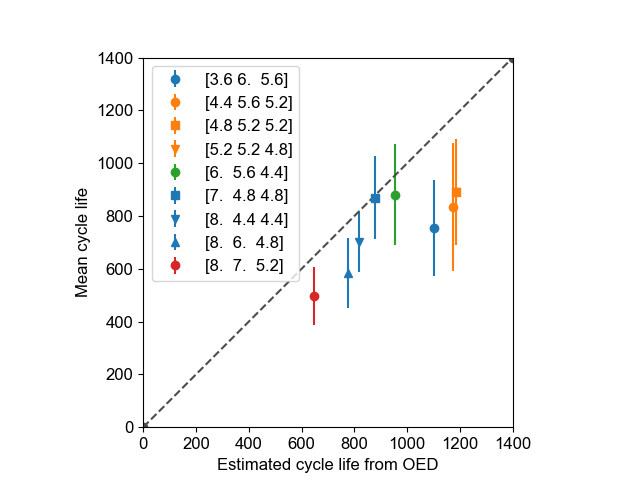 1400
1200
1000
800
600
400
200
0
Mean cycle life
[3.6 6.  5.6]
[4.4 5.6 5.2]
[4.8 5.2 5.2]
[5.2 5.2 4.8]
[6.  5.6 4.4]
[7.  4.8 4.8]
[8.  4.4 4.4]
[8.  6.  4.8]
[8.  7.  5.2]
0 200 400 600 800 1000 1200 1400
Estimated cycle life from OED